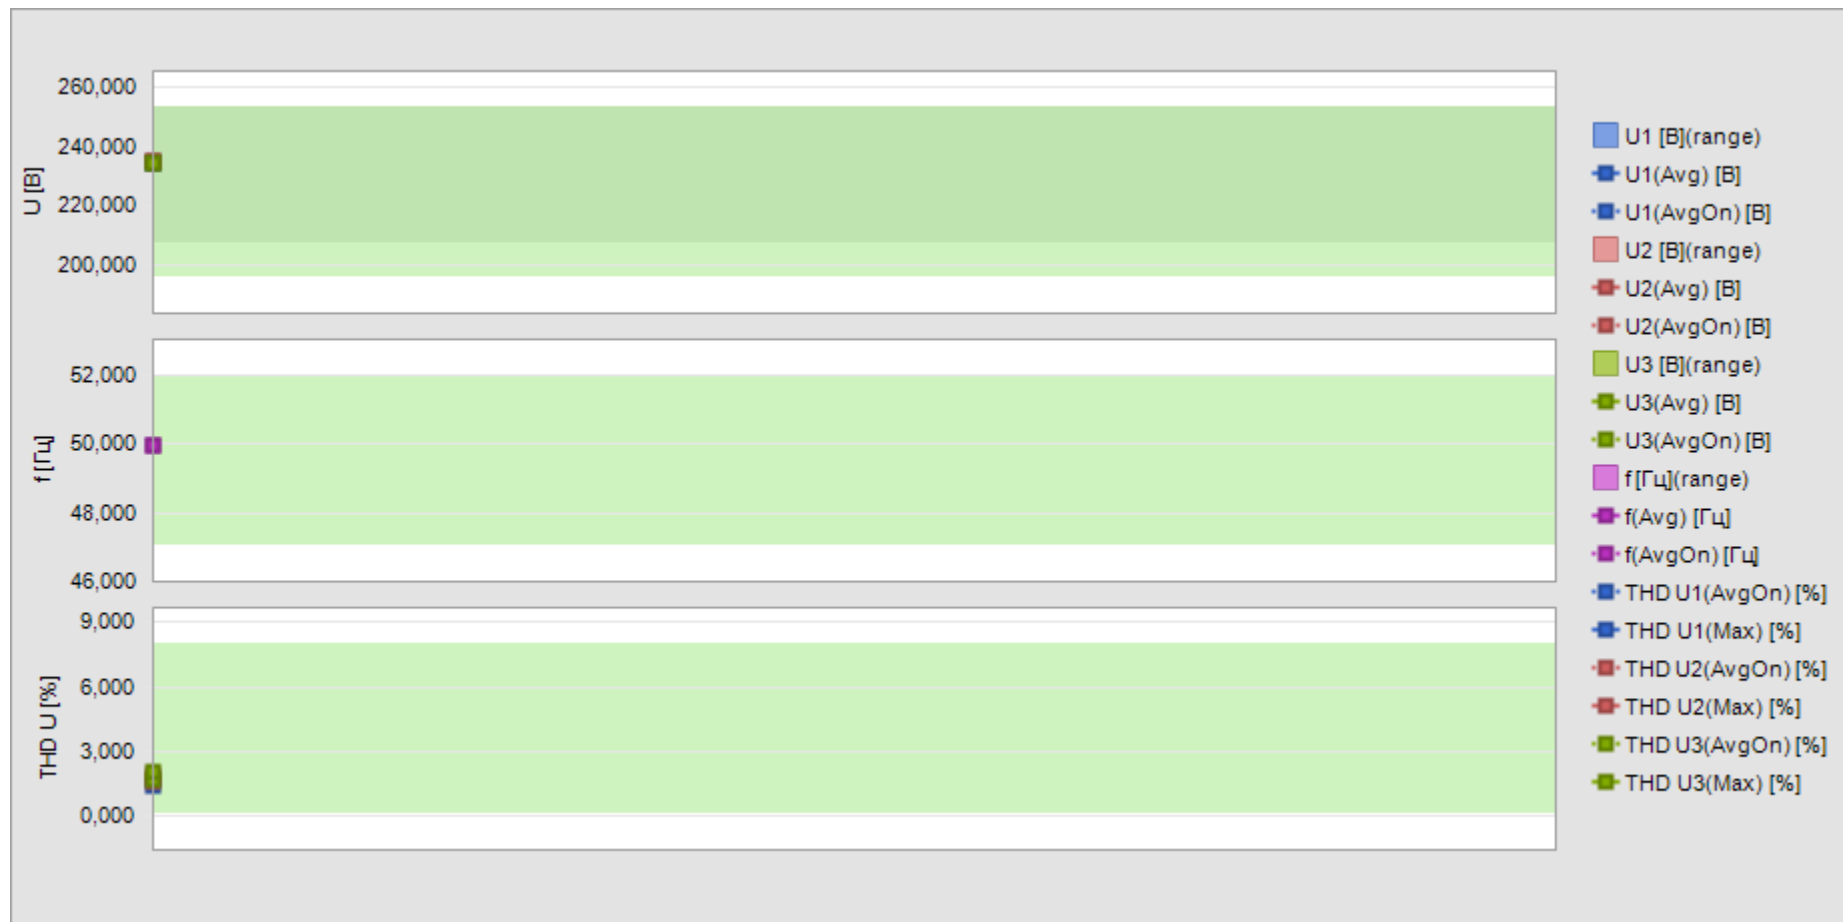 260,000
240,000
220,000
200,000
U [В]
52,000
50,000
48,000
46,000
f [Гц]
9,000
6,000
3,000
0,000
THD U [%]
U1 [В](range)
U1(Avg) [В]
U1(AvgOn) [В]
U2 [В](range)
U2(Avg) [В]
U2(AvgOn) [В]
U3 [В](range)
U3(Avg) [В]
U3(AvgOn) [В]
f [Гц](range)
f(Avg) [Гц]
f(AvgOn) [Гц]
THD U1(AvgOn) [%]
THD U1(Max) [%]
THD U2(AvgOn) [%]
THD U2(Max) [%]
THD U3(AvgOn) [%]
THD U3(Max) [%]